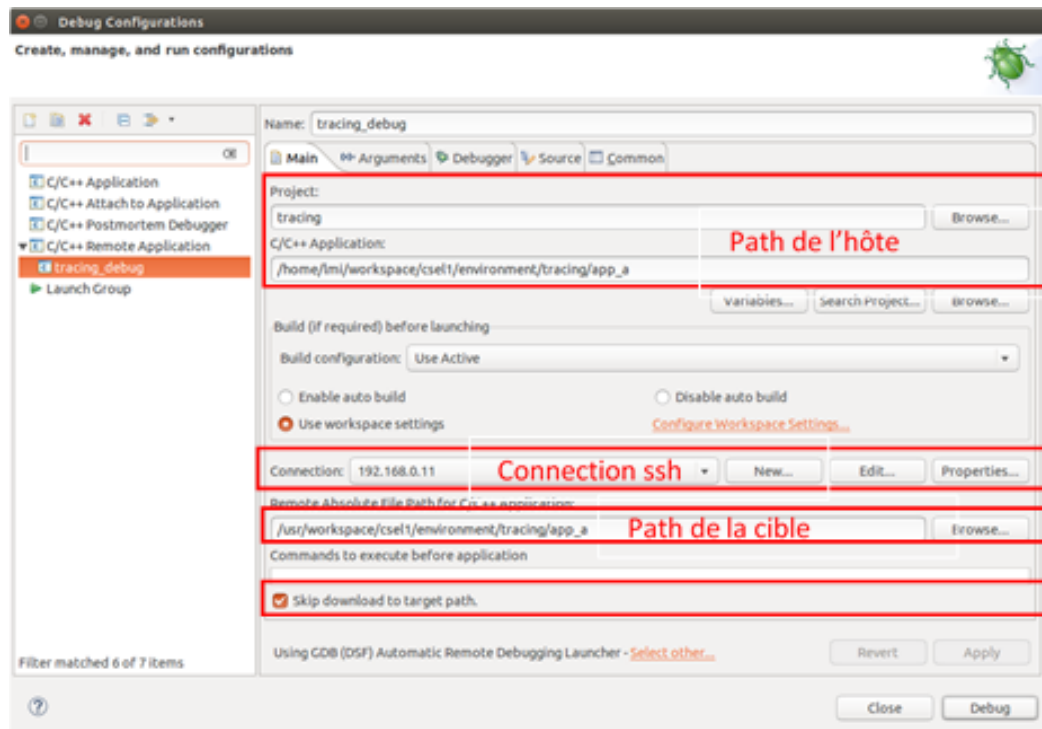 Debug Configurations
Create, manage, and run configurations
Name: tracing_debug
Main Arguments Debugger Source Common
C/C++ Application
C/C++ Attach to Application
C/C++ Postmortem Debugger
C/C++ Remote Application
tracing_debug
Launch Group
Filter matched 6 of 7 items
Project:
tracing Browse...
Path de l'hôte
C/C++ Application:
/home/lmi/workspace/csel1/environment/tracing/app_a
Variables... Search Project... Browse...
Build (if required) before launching
Build configuration: Use Active
Enable auto build Disable auto build
Use workspace settings Configure Workspace Settings...
Connection: 192.168.0.11 Connection ssh New... Edit... Properties...
Remote Absolute File Path for C/C++ Application:
/usr/workspace/csel1/environment/tracing/app_a Path de la cible Browse...
Commands to execute before application
Skip download to target path.
Using GDB (DSF) Automatic Remote Debugging Launcher - Select other... Revert Apply
Close Debug